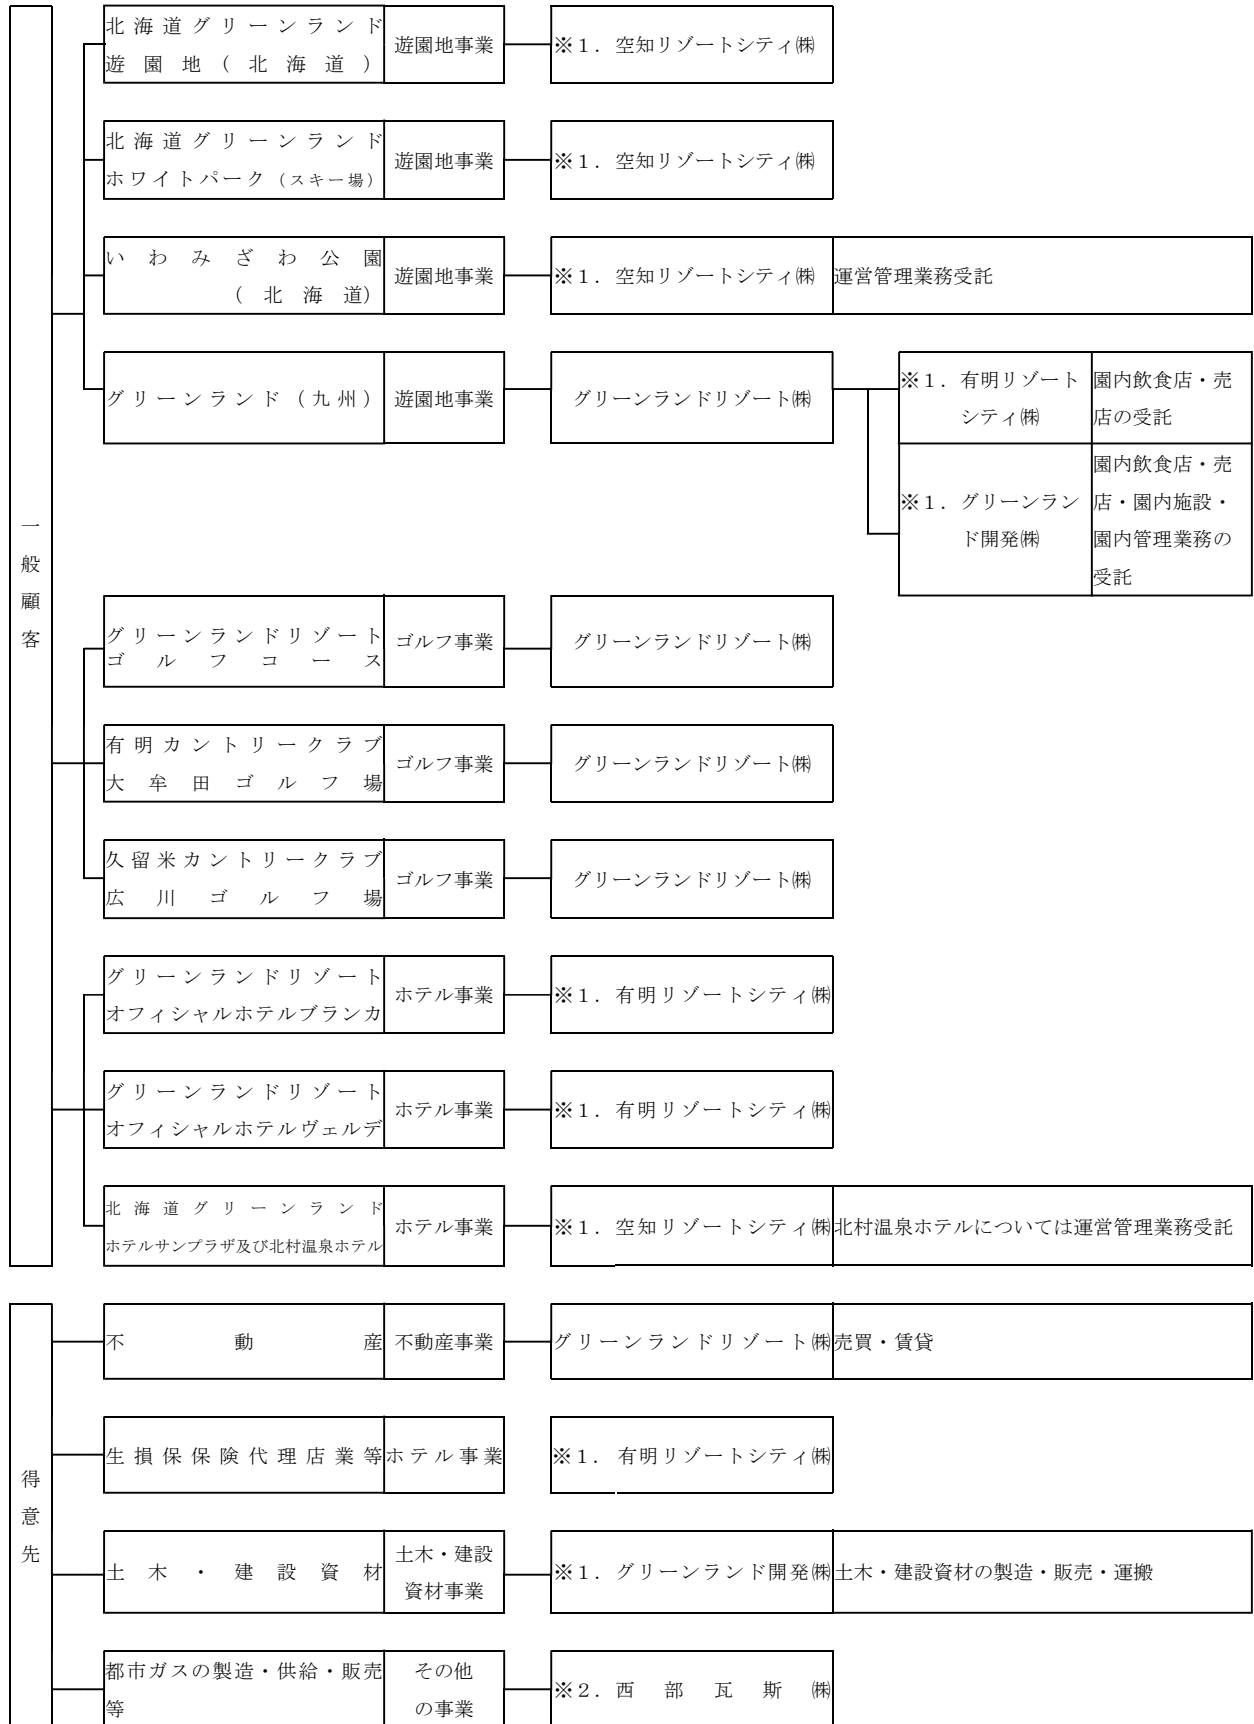 一般顧客
北海道グリーンランド
遊園地（北海道）
遊園地事業
※１．空知リゾートシティ㈱
北海道グリーンランド
ホワイトパーク（スキー場）
遊園地事業
※１．空知リゾートシティ㈱
いわみざわ公園
（北海道）
遊園地事業
※１．空知リゾートシティ㈱
運営管理業務受託
グリーンランド（九州）
遊園地事業
グリーンランドリゾート㈱
※１．有明リゾート
シティ㈱
園内飲食店・売
店の受託
※１．グリーンラン
ド開発㈱
園内飲食店・売
店・園内施設・
園内管理業務の
受託
グリーンランドリゾート
ゴルフコース
ゴルフ事業
グリーンランドリゾート㈱
有明カントリークラブ
大牟田ゴルフ場
ゴルフ事業
グリーンランドリゾート㈱
久留米カントリークラブ
広川ゴルフ場
ゴルフ事業
グリーンランドリゾート㈱
グリーンランドリゾート
オフィシャルホテルブランカ
ホテル事業
※１．有明リゾートシティ㈱
グリーンランドリゾート
オフィシャルホテルヴェルデ
ホテル事業
※１．有明リゾートシティ㈱
北海道グリーンランド
ホテルサンプラザ及び北村温泉ホテル
ホテル事業
※１．空知リゾートシティ㈱
北村温泉ホテルについては運営管理業務受託
得意先
不動産
不動産事業
グリーンランドリゾート㈱
売買・賃貸
生損保保険代理店業等
ホテル事業
※１．有明リゾートシティ㈱
土木・建設資材
土木・建設
資材事業
※１．グリーンランド開発㈱
土木・建設資材の製造・販売・運搬
都市ガスの製造・供給・販売
等
その他
の事業
※２．西部瓦斯㈱